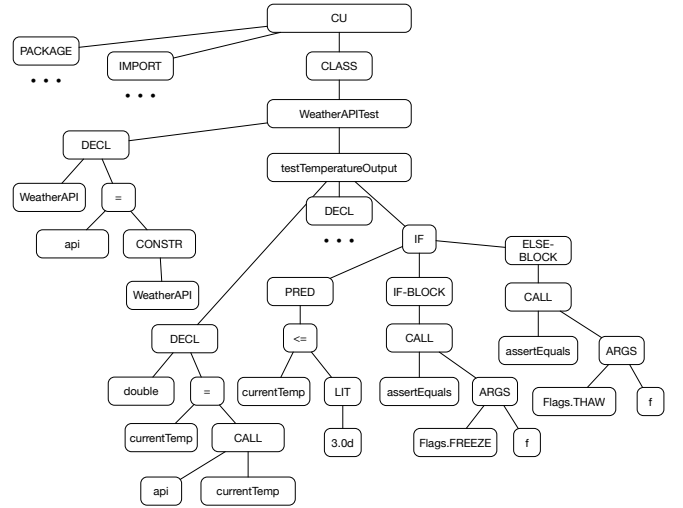 CU
PACKAGE
IMPORT
CLASS
• • •
• • •
WeatherAPITest
DECL
testTemperatureOutput
WeatherAPI
=
DECL
api
CONSTR
• • •
IF
ELSE-
BLOCK
WeatherAPI
PRED
IF-BLOCK
CALL
DECL
<=
CALL
assertEquals
ARGS
double
=
currentTemp
LIT
assertEquals
ARGS
Flags.THAW
f
currentTemp
CALL
3.0d
Flags.FREEZE
f
api
currentTemp